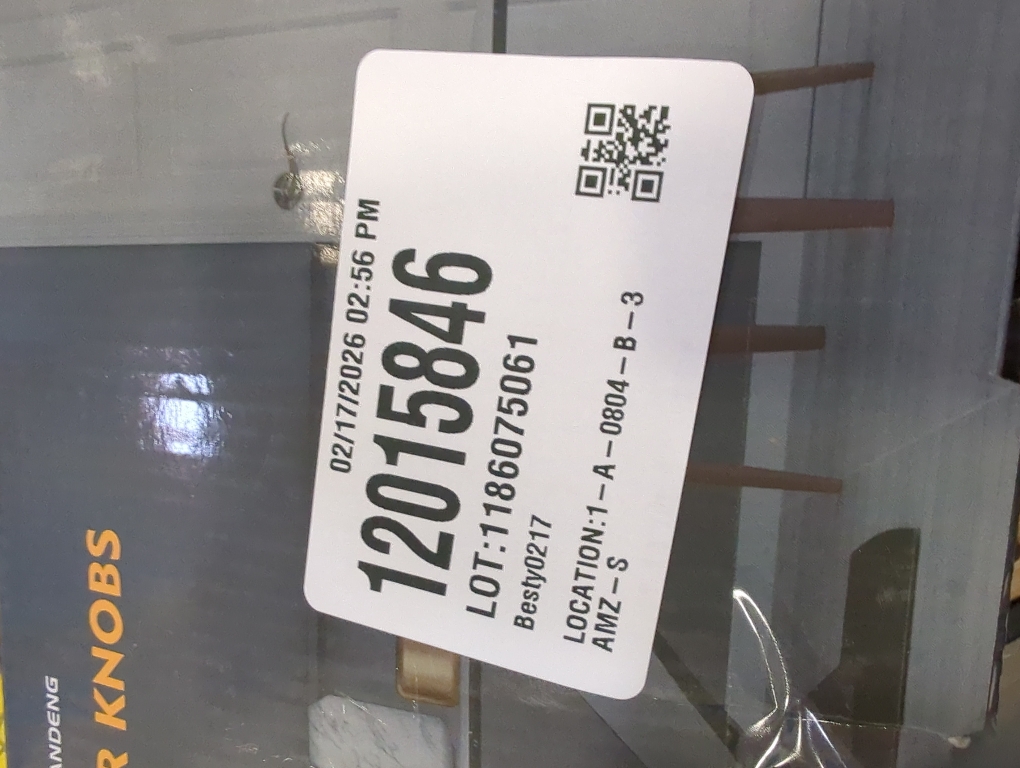 02/17/2026 02:56 PM
12015846
LOT:1186075061
Besty0217
LOCATION:1-A-0804-B-3
AMZ-S
ANDENG
R KNOBS